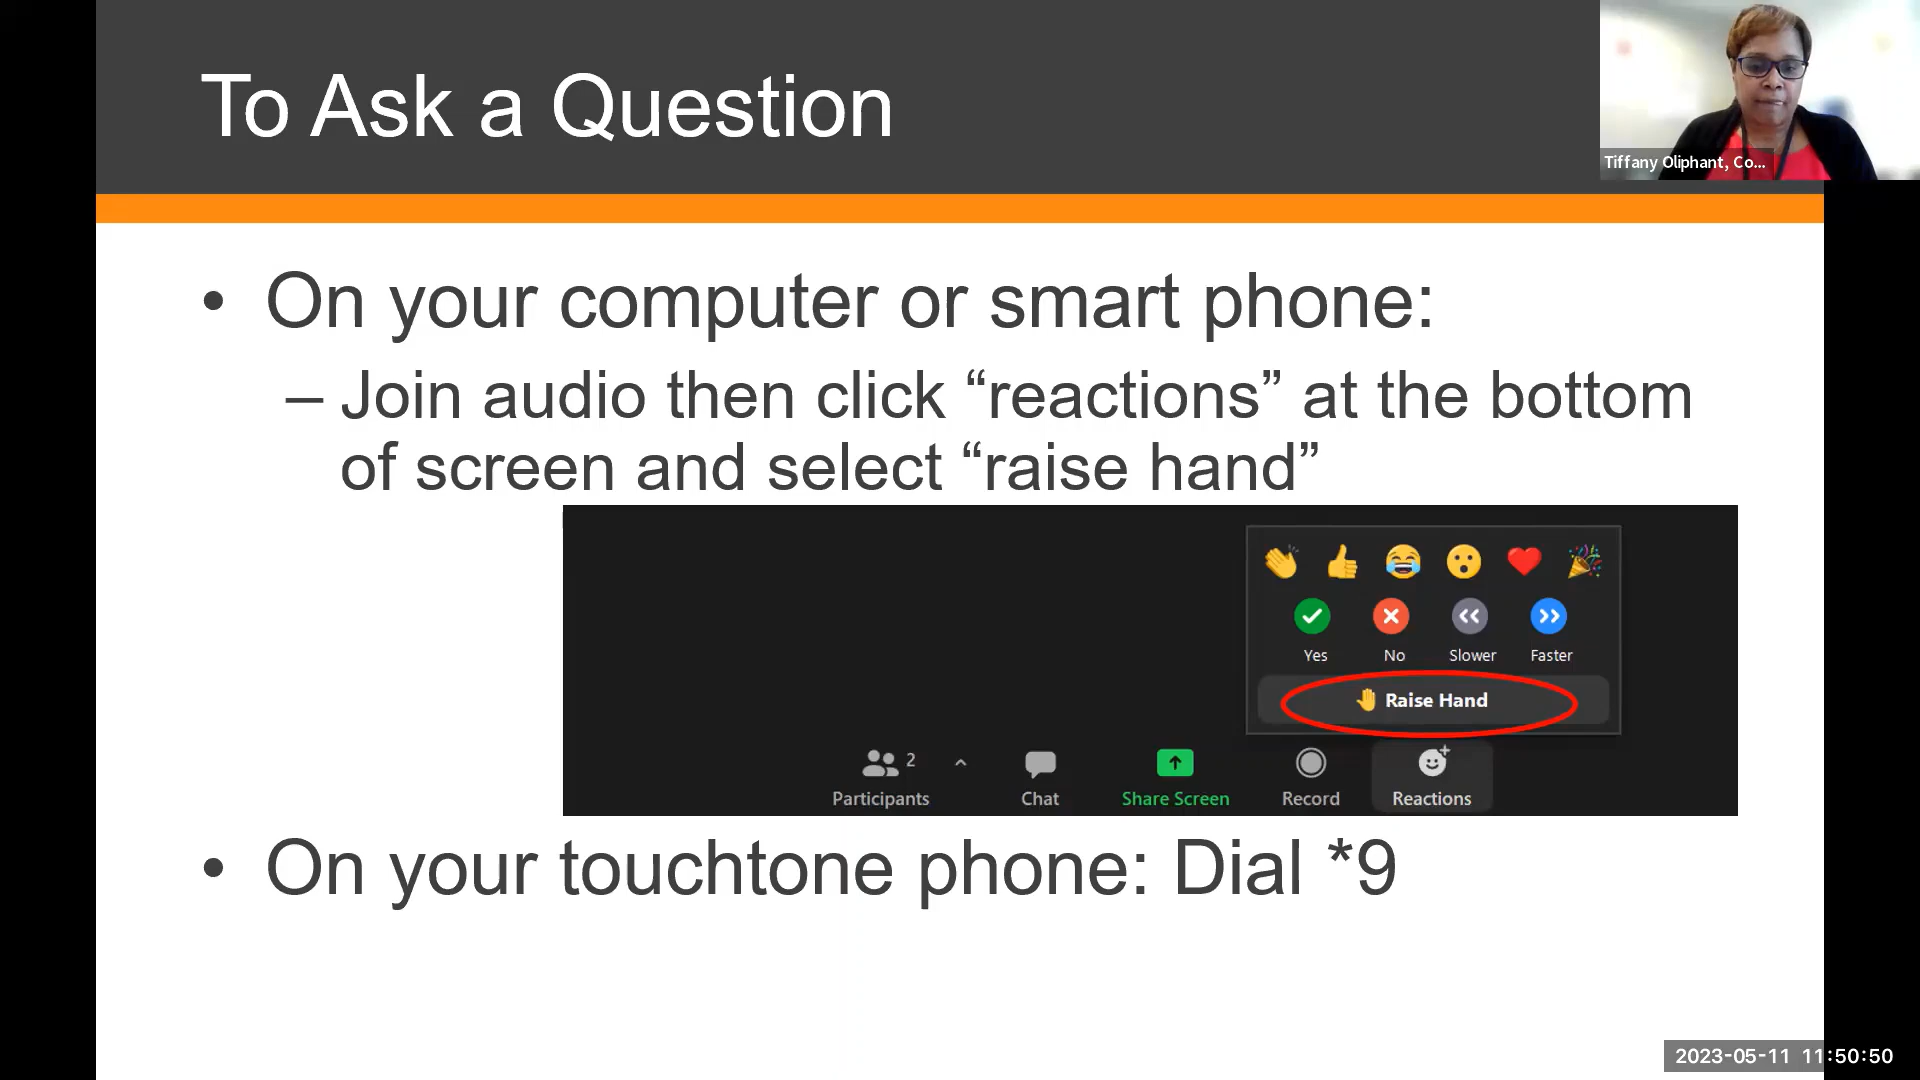 To Ask a Question
Tiffany Oliphant, Co...
• On your computer or smart phone:
– Join audio then click “reactions” at the bottom
of screen and select “raise hand”
Yes No Slower Faster
Raise Hand
2
Participants Chat Share Screen Record Reactions
• On your touchtone phone: Dial *9
2023-05-11 11:50:50